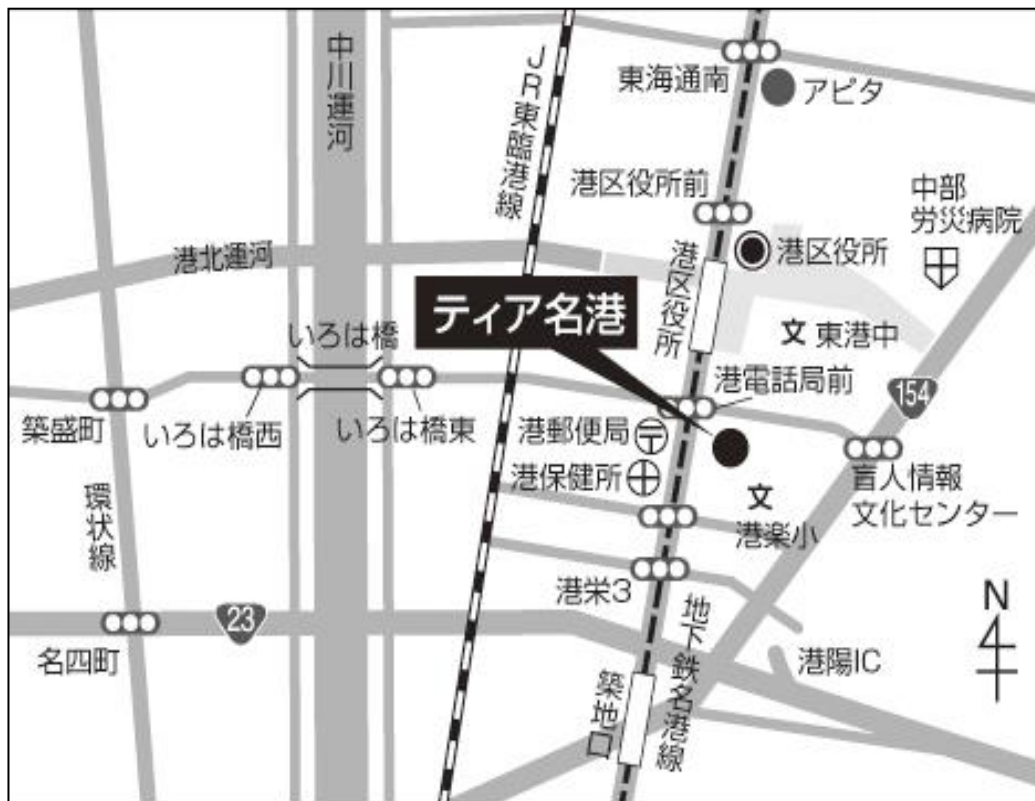 中川運河
JR東臨港線
東海通南
アピタ
港区役所前
中部
労災病院
港区役所
港北運河
港区役所
ティア名港
文 東港中
いろは橋
港電話局前
154
築盛町
いろは橋西
いろは橋東
港郵便局
〒
盲人情報
文化センター
港保健所
文
港楽小
環状線
港栄3
23
地下鉄名港線
N
名四町
港陽IC
築地口